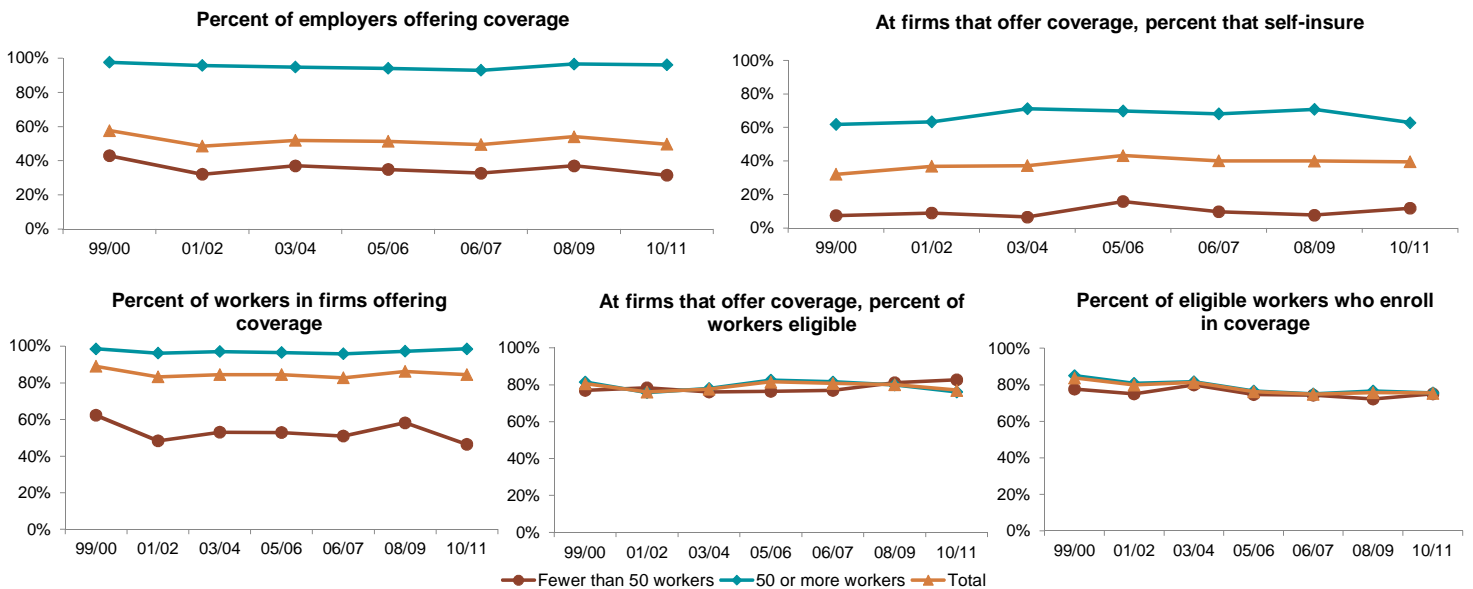 Percent of employers offering coverage
100%
80%
60%
40%
20%
0%
99/00 01/02 03/04 05/06 06/07 08/09 10/11
At firms that offer coverage, percent that self-insure
100%
80%
60%
40%
20%
0%
99/00 01/02 03/04 05/06 06/07 08/09 10/11
Percent of workers in firms offering
coverage
100%
80%
60%
40%
20%
0%
99/00 01/02 03/04 05/06 06/07 08/09 10/11
At firms that offer coverage, percent of
workers eligible
100%
80%
60%
40%
20%
0%
99/00 01/02 03/04 05/06 06/07 08/09 10/11
Percent of eligible workers who enroll
in coverage
100%
80%
60%
40%
20%
0%
99/00 01/02 03/04 05/06 06/07 08/09 10/11
Fewer than 50 workers 50 or more workers Total